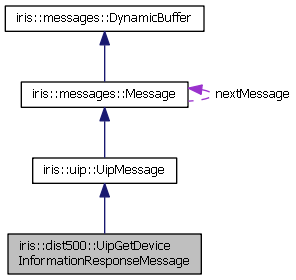 iris::messages::DynamicBuffer
iris::messages::Message
nextMessage
iris::uip::UipMessage
iris::dist500::UipGetDevice
InformationResponseMessage